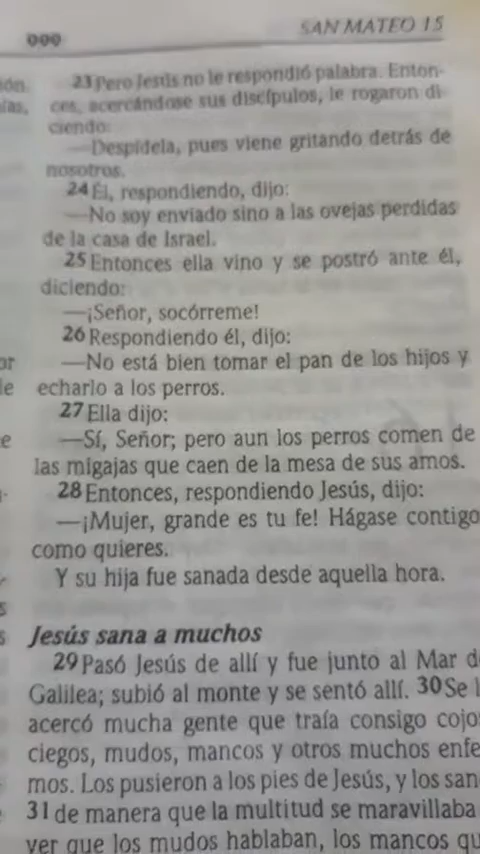 000
SAN MATEO 15
23 Pero Jesús no le respondió palabra. Enton-
ces, acercándose sus discípulos, le rogaron di-
ciendo:
—Despídela, pues viene gritando detrás de
nosotros.
24 Él, respondiendo, dijo:
—No soy enviado sino a las ovejas perdidas
de la casa de Israel.
25 Entonces ella vino y se postró ante él,
diciendo:
—¡Señor, socórreme!
26 Respondiendo él, dijo:
—No está bien tomar el pan de los hijos y
echarlo a los perros.
27 Ella dijo:
—Sí, Señor; pero aun los perros comen de
las migajas que caen de la mesa de sus amos.
28 Entonces, respondiendo Jesús, dijo:
—¡Mujer, grande es tu fe! Hágase contigo
como quieres.
Y su hija fue sanada desde aquella hora.
Jesús sana a muchos
29 Pasó Jesús de allí y fue junto al Mar d
Galilea; subió al monte y se sentó allí. 30 Se l
acercó mucha gente que traía consigo cojo
ciegos, mudos, mancos y otros muchos enfe
mos. Los pusieron a los pies de Jesús, y los san
31 de manera que la multitud se maravillaba
ver que los mudos hablaban, los mancos qu